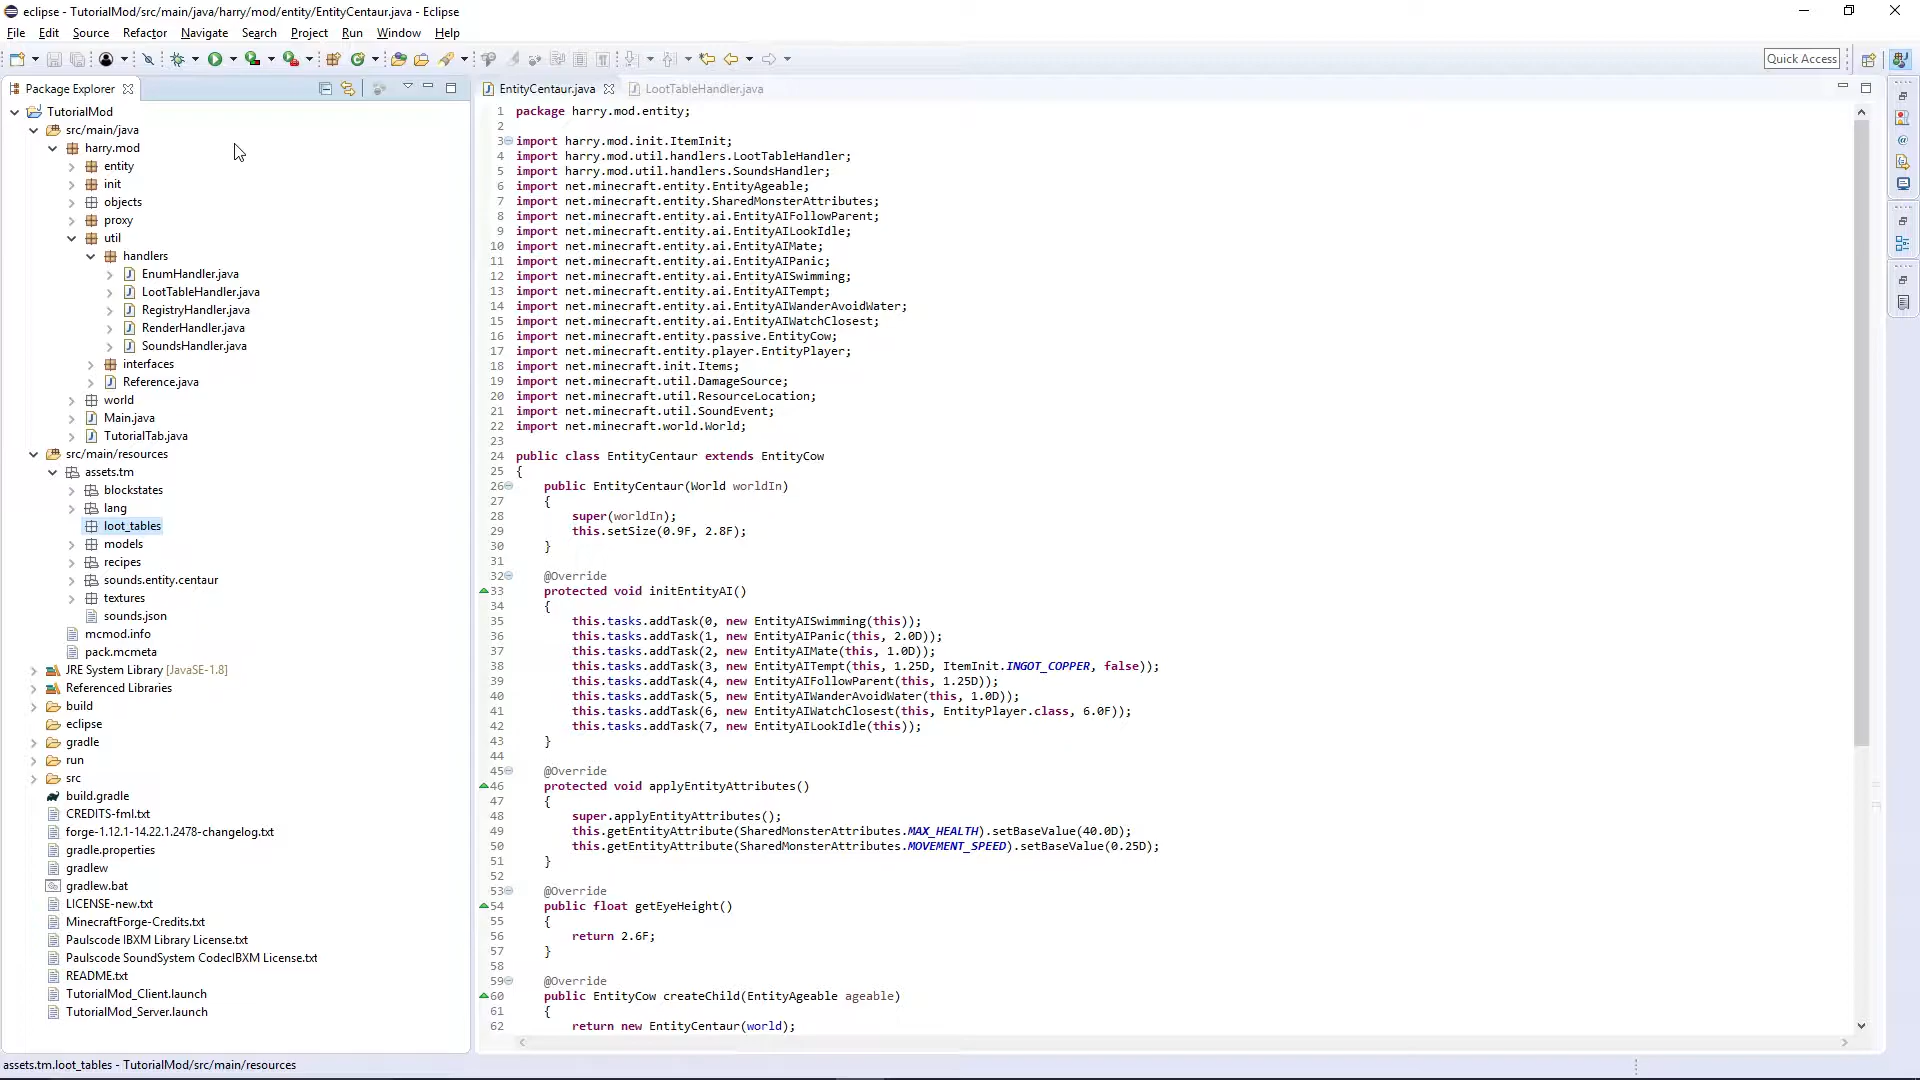 eclipse - TutorialMod/src/main/java/harry/mod/entity/EntityCentaur.java - Eclipse
File Edit Source Refactor Navigate Search Project Run Window Help
Quick Access
Package Explorer
TutorialMod
src/main/java
harry.mod
entity
init
objects
proxy
util
handlers
EnumHandler.java
LootTableHandler.java
RegistryHandler.java
RenderHandler.java
SoundsHandler.java
interfaces
Reference.java
world
Main.java
TutorialTab.java
src/main/resources
assets.tm
blockstates
lang
loot_tables
models
recipes
sounds.entity.centaur
textures
sounds.json
mcmod.info
pack.mcmeta
JRE System Library [JavaSE-1.8]
Referenced Libraries
build
eclipse
gradle
run
src
build.gradle
CREDITS-fml.txt
forge-1.12.1-14.22.1.2478-changelog.txt
gradle.properties
gradlew
gradlew.bat
LICENSE-new.txt
MinecraftForge-Credits.txt
Paulscode IBXM Library License.txt
Paulscode SoundSystem CodecIBXM License.txt
README.txt
TutorialMod_Client.launch
TutorialMod_Server.launch
EntityCentaur.java LootTableHandler.java
1 package harry.mod.entity;
2
3 import harry.mod.init.ItemInit;
4 import harry.mod.util.handlers.LootTableHandler;
5 import harry.mod.util.handlers.SoundsHandler;
6 import net.minecraft.entity.EntityAgeable;
7 import net.minecraft.entity.SharedMonsterAttributes;
8 import net.minecraft.entity.ai.EntityAIFollowParent;
9 import net.minecraft.entity.ai.EntityAILookIdle;
10 import net.minecraft.entity.ai.EntityAIMate;
11 import net.minecraft.entity.ai.EntityAIPanic;
12 import net.minecraft.entity.ai.EntityAISwimming;
13 import net.minecraft.entity.ai.EntityAITempt;
14 import net.minecraft.entity.ai.EntityAIWanderAvoidWater;
15 import net.minecraft.entity.ai.EntityAIWatchClosest;
16 import net.minecraft.entity.passive.EntityCow;
17 import net.minecraft.entity.player.EntityPlayer;
18 import net.minecraft.init.Items;
19 import net.minecraft.util.DamageSource;
20 import net.minecraft.util.ResourceLocation;
21 import net.minecraft.util.SoundEvent;
22 import net.minecraft.world.World;
23
24 public class EntityCentaur extends EntityCow
25 {
26 public EntityCentaur(World worldIn)
27 {
28 super(worldIn);
29 this.setSize(0.9F, 2.8F);
30 }
31
32 @Override
33 protected void initEntityAI()
34 {
35 this.tasks.addTask(0, new EntityAISwimming(this));
36 this.tasks.addTask(1, new EntityAIPanic(this, 2.0D));
37 this.tasks.addTask(2, new EntityAIMate(this, 1.0D));
38 this.tasks.addTask(3, new EntityAITempt(this, 1.25D, ItemInit.INGOT_COPPER, false));
39 this.tasks.addTask(4, new EntityAIFollowParent(this, 1.25D));
40 this.tasks.addTask(5, new EntityAIWanderAvoidWater(this, 1.0D));
41 this.tasks.addTask(6, new EntityAIWatchClosest(this, EntityPlayer.class, 6.0F));
42 this.tasks.addTask(7, new EntityAILookIdle(this));
43 }
44
45 @Override
46 protected void applyEntityAttributes()
47 {
48 super.applyEntityAttributes();
49 this.getEntityAttribute(SharedMonsterAttributes.MAX_HEALTH).setBaseValue(40.0D);
50 this.getEntityAttribute(SharedMonsterAttributes.MOVEMENT_SPEED).setBaseValue(0.25D);
51 }
52
53 @Override
54 public float getEyeHeight()
55 {
56 return 2.6F;
57 }
58
59 @Override
60 public EntityCow createChild(EntityAgeable ageable)
61 {
62 return new EntityCentaur(world);
assets.tm.loot_tables - TutorialMod/src/main/resources